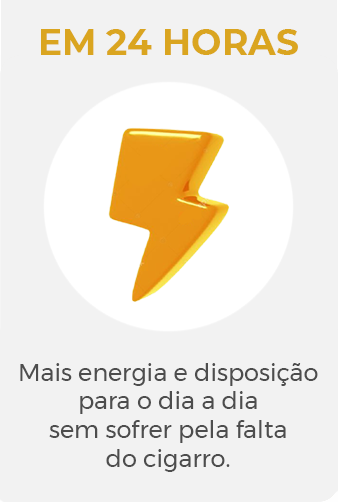 EM 24 HORAS
Mais energia e disposição
para o dia a dia
sem sofrer pela falta
do cigarro.